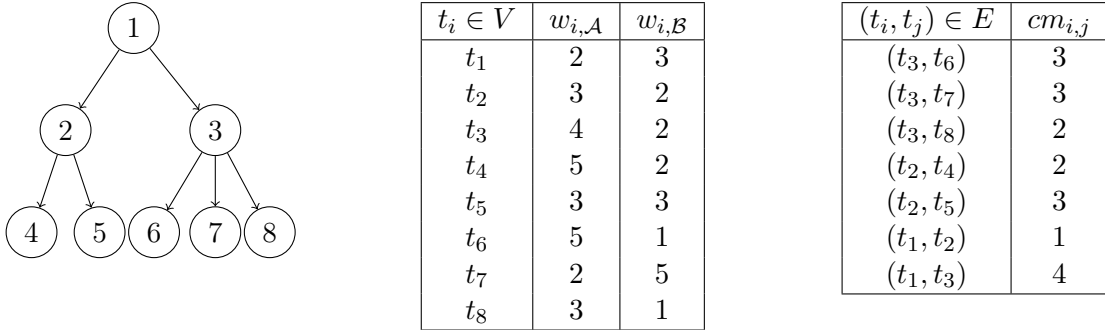 1
2 3
4 5 6 7 8
t_i ∈ V w_{i,𝒜} w_{i,ℬ}
t_1 2 3
t_2 3 2
t_3 4 2
t_4 5 2
t_5 3 3
t_6 5 1
t_7 2 5
t_8 3 1
(t_i, t_j) ∈ E cm_{i,j}
(t_3, t_6) 3
(t_3, t_7) 3
(t_3, t_8) 2
(t_2, t_4) 2
(t_2, t_5) 3
(t_1, t_2) 1
(t_1, t_3) 4